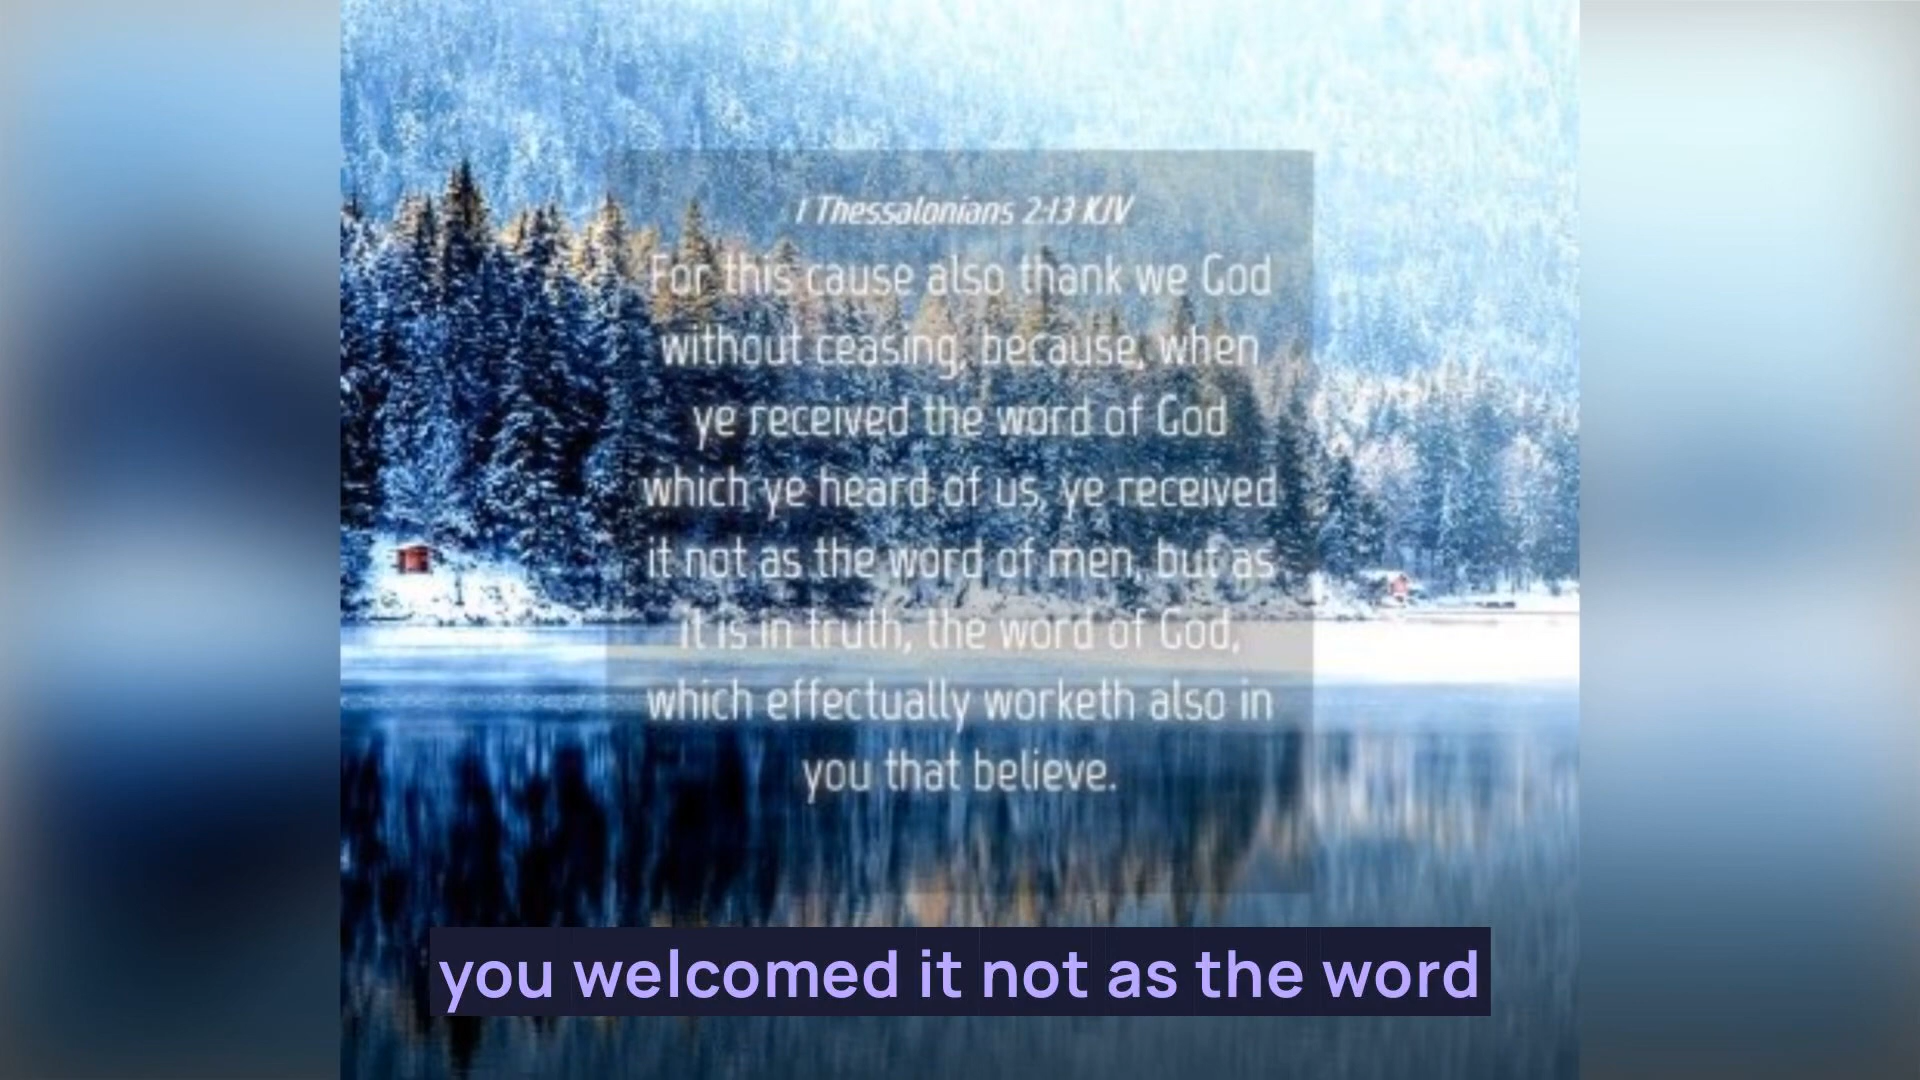 1 Thessalonians 2:13 KJV
For this cause also thank we God
without ceasing, because, when
ye received the word of God
which ye heard of us, ye received
it not as the word of men, but as
it is in truth, the word of God,
which effectually worketh also in
you that believe.
you welcomed it not as the word